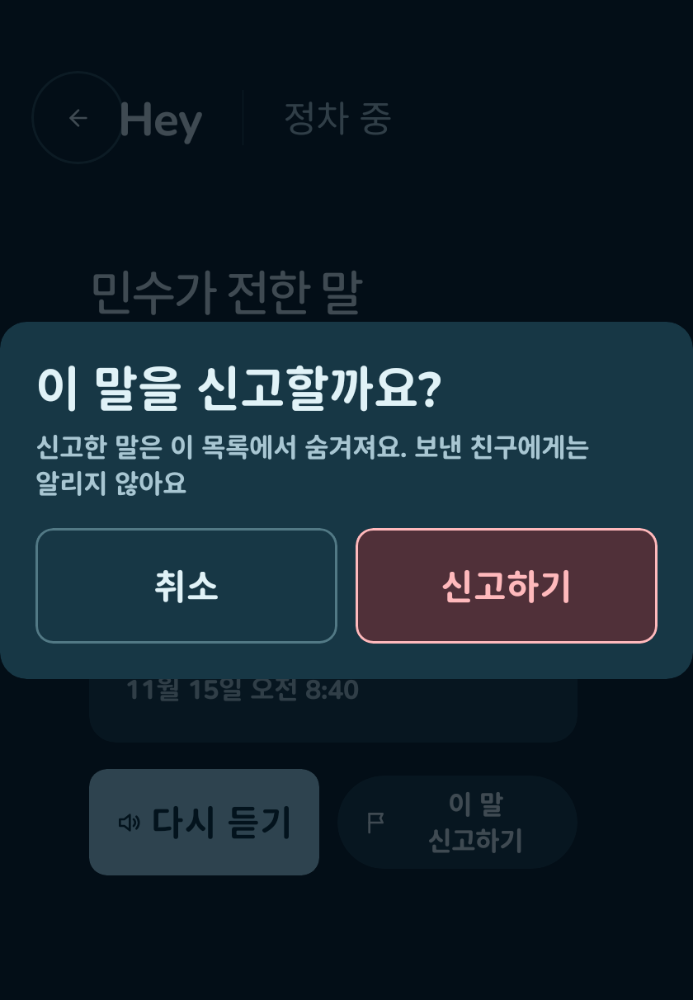 Hey
정차 중
민수가 전한 말
이 말을 신고할까요?
신고한 말은 이 목록에서 숨겨져요. 보낸 친구에게는
알리지 않아요
취소
신고하기
11월 15일 오전 8:40
다시 듣기
이 말
신고하기